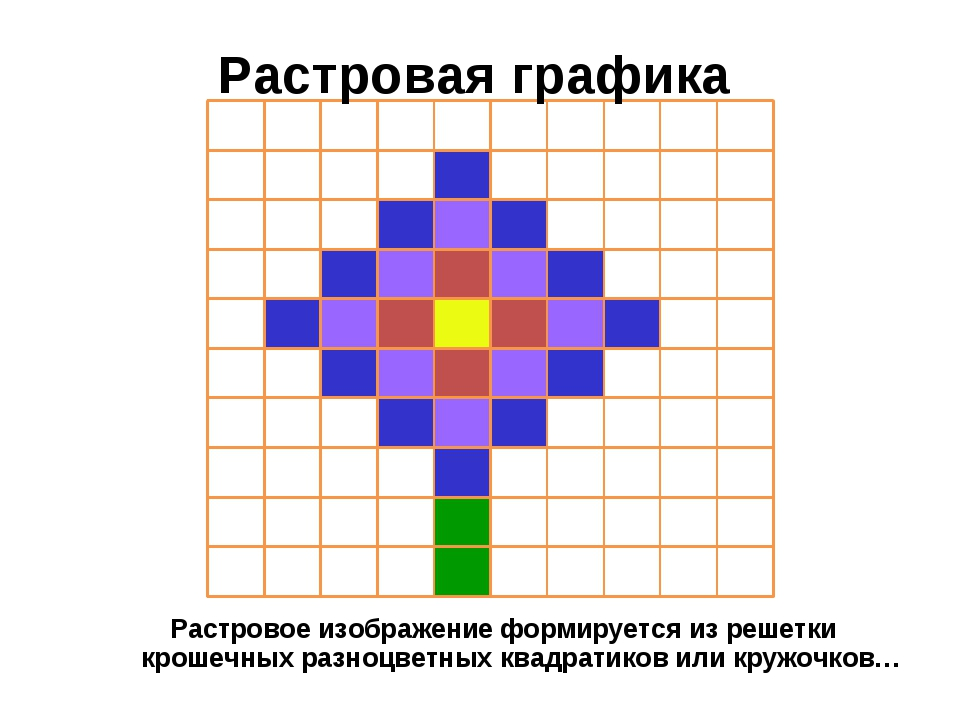 Растровая графика
Растровое изображение формируется из решетки
крошечных разноцветных квадратиков или кружочков…